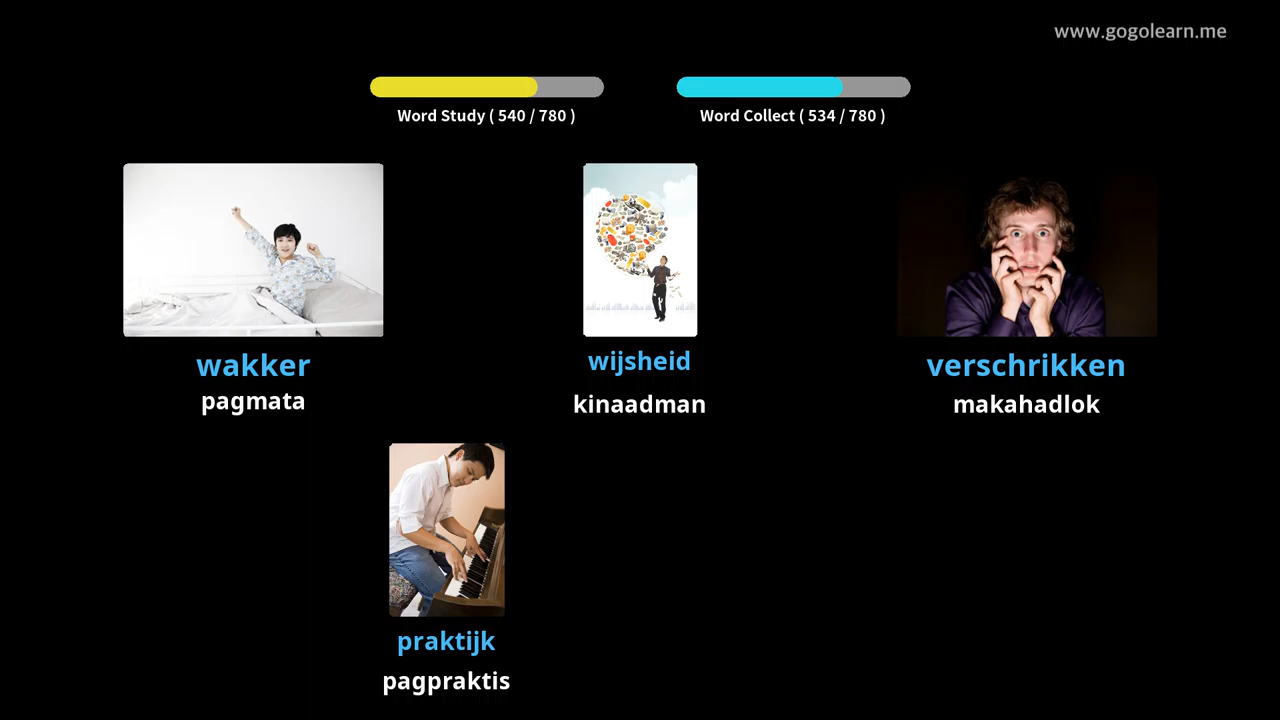 www.gogolearn.me
Word Study ( 540 / 780 )
Word Collect ( 534 / 780 )
wakker
pagmata
wijsheid
kinaadman
verschrikken
makahadlok
praktijk
pagpraktis